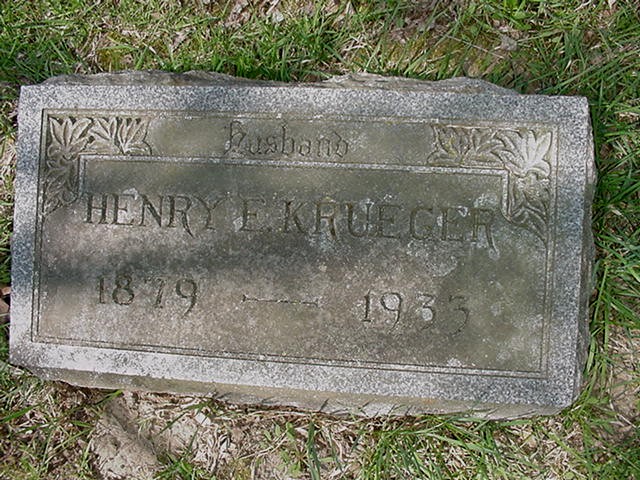 Husband
HENRY E. KRUEGER
1879 — 1933